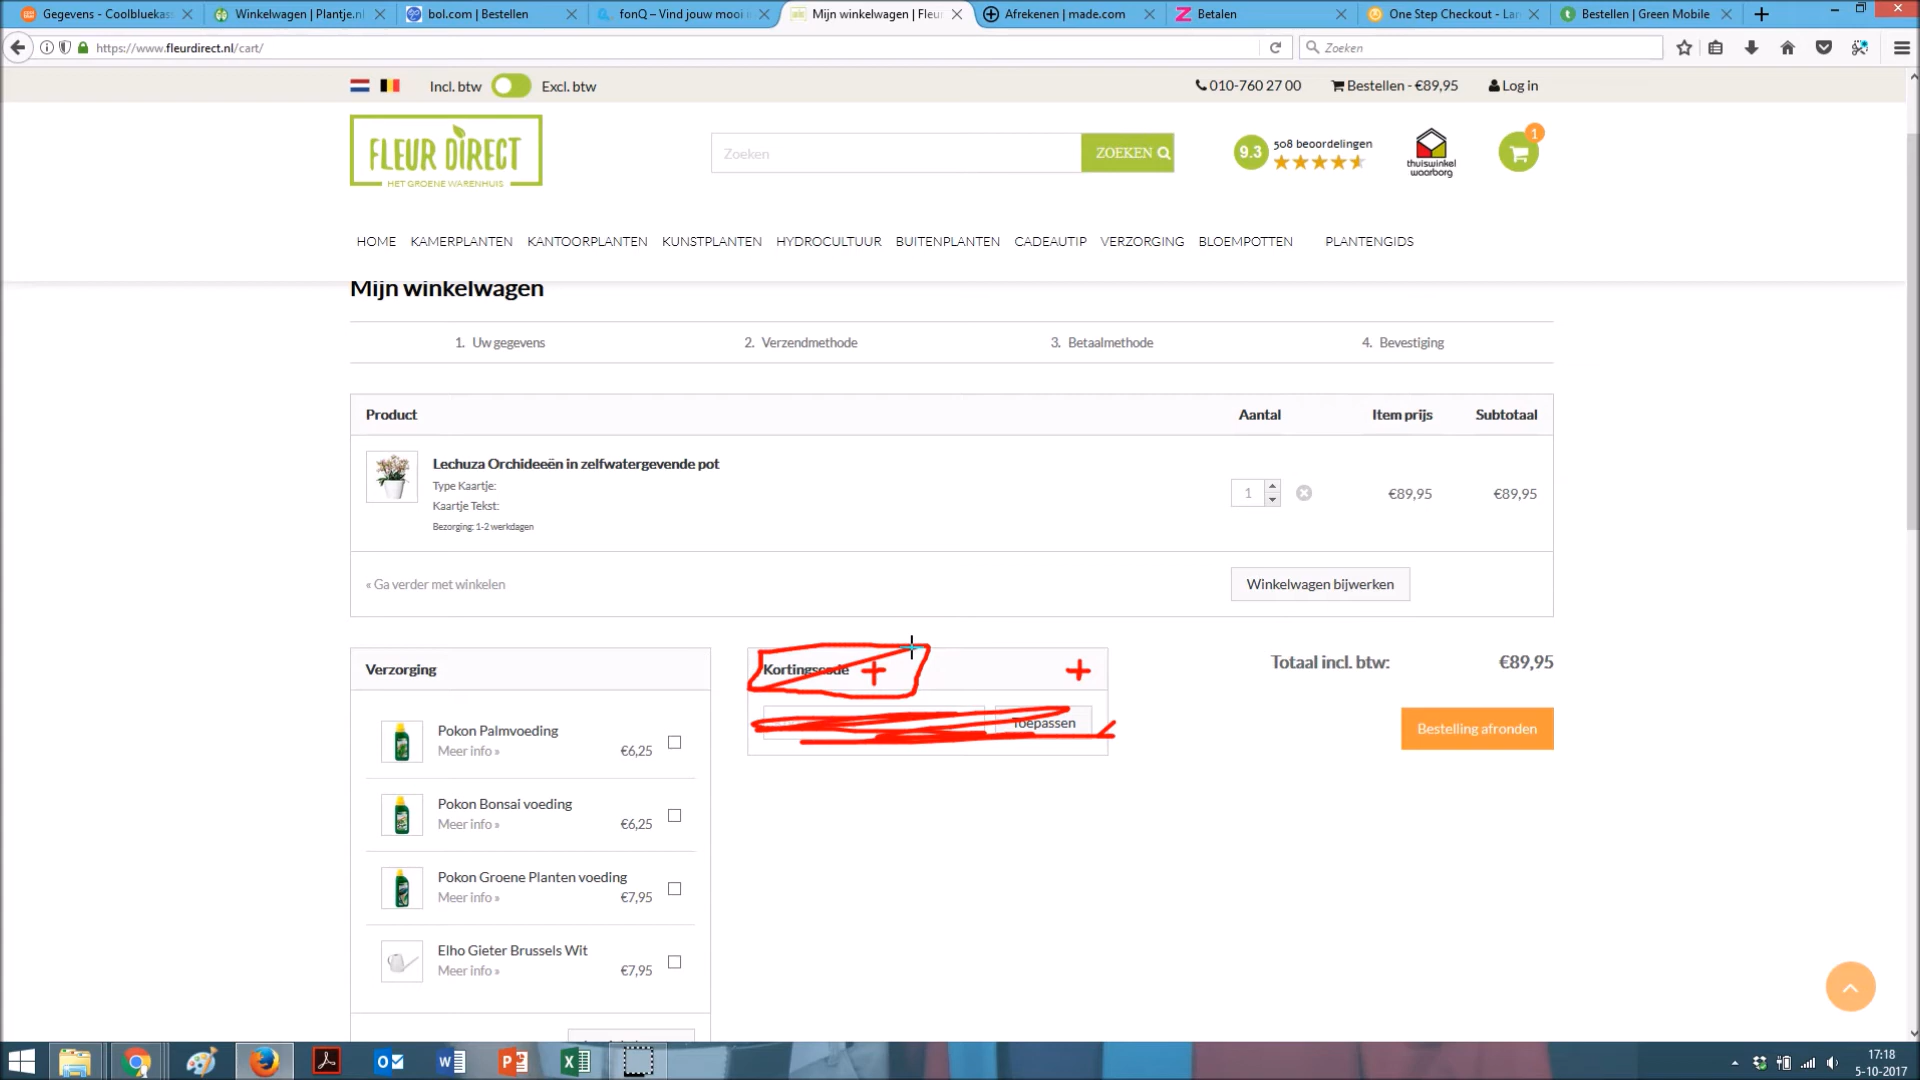 Gegevens - Coolbluekas
Winkelwagen | Plantje.nl
bol.com | Bestellen
fonQ – Vind jouw mooi
Mijn winkelwagen | Fleur
Afrekenen | made.com
Betalen
One Step Checkout - Lar
Bestellen | Green Mobile
https://www.fleurdirect.nl/cart/
Zoeken
Incl. btw
Excl. btw
010-760 27 00
Bestellen - €89,95
Log in
FLEUR DIRECT
HET GROENE WARENHUIS
Zoeken
ZOEKEN
9.3
508 beoordelingen
thuiswinkel
waarborg
1
HOME KAMERPLANTEN KANTOORPLANTEN KUNSTPLANTEN HYDROCULTUUR BUITENPLANTEN CADEAUTIP VERZORGING BLOEMPOTTEN PLANTENGIDS
Mijn winkelwagen
1. Uw gegevens
2. Verzendmethode
3. Betaalmethode
4. Bevestiging
Product Aantal Item prijs Subtotaal
Lechuza Orchideeën in zelfwatergevende pot
Type Kaartje:
Kaartje Tekst:
Bezorging: 1-2 werkdagen
1
€89,95
€89,95
« Ga verder met winkelen
Winkelwagen bijwerken
Verzorging
Pokon Palmvoeding
Meer info »
€6,25
Pokon Bonsai voeding
Meer info »
€6,25
Pokon Groene Planten voeding
Meer info »
€7,95
Elho Gieter Brussels Wit
Meer info »
€7,95
Kortingscode + +
Toepassen
Totaal incl. btw: €89,95
Bestelling afronden
17:18
5-10-2017